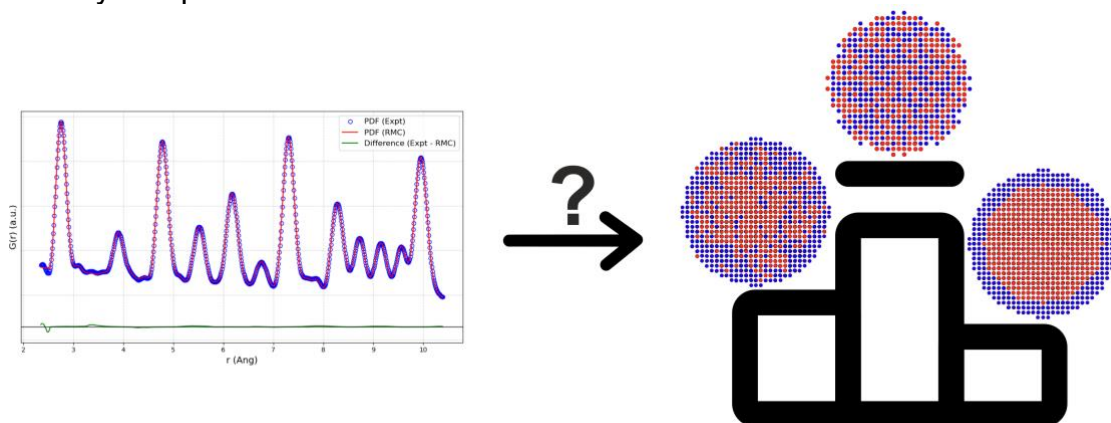 PDF (Expt)
PDF (RMC)
Difference (Expt - RMC)
G(r) (a.u.)
2 3 4 5 6 7 8 9 10
r (Ang)
?